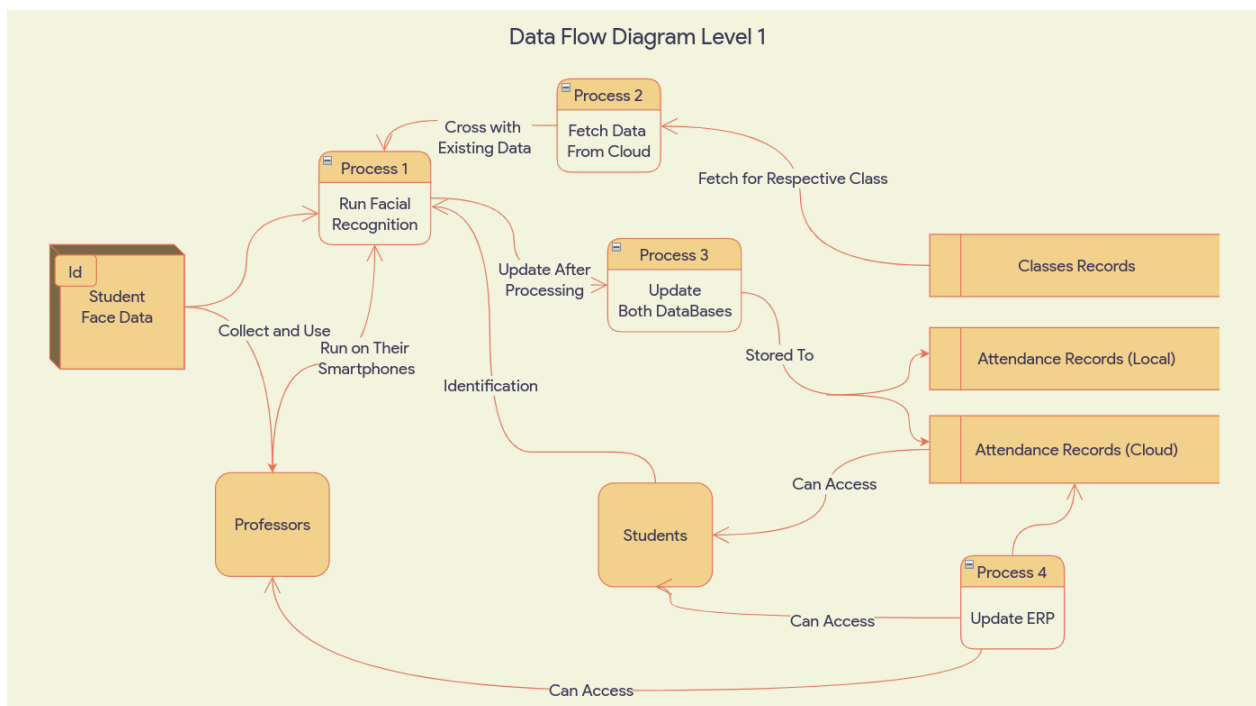 Data Flow Diagram Level 1
Process 2
Fetch Data
From Cloud
Cross with
Existing Data
Process 1
Run Facial
Recognition
Fetch for Respective Class
Id
Student
Face Data
Process 3
Update
Both DataBases
Update After
Processing
Classes Records
Collect and Use
Run on Their
Smartphones
Identification
Stored To
Attendance Records (Local)
Attendance Records (Cloud)
Can Access
Professors
Students
Process 4
Update ERP
Can Access
Can Access